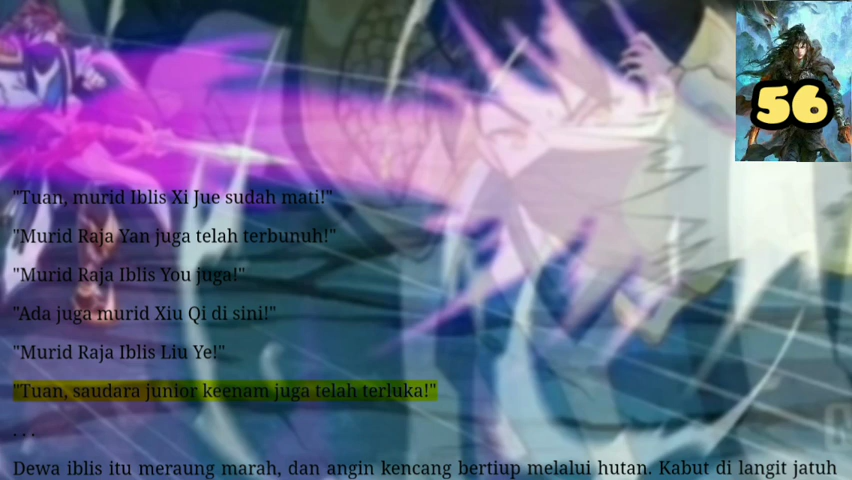 56
"Tuan, murid Iblis Xi Jue sudah mati!"
"Murid Raja Yan juga telah terbunuh!"
"Murid Raja Iblis You juga!"
"Ada juga murid Xiu Qi di sini!"
"Murid Raja Iblis Liu Ye!"
"Tuan, saudara junior keenam juga telah terluka!"
. . .
Dewa iblis itu meraung marah, dan angin kencang bertiup melalui hutan. Kabut di langit jatuh